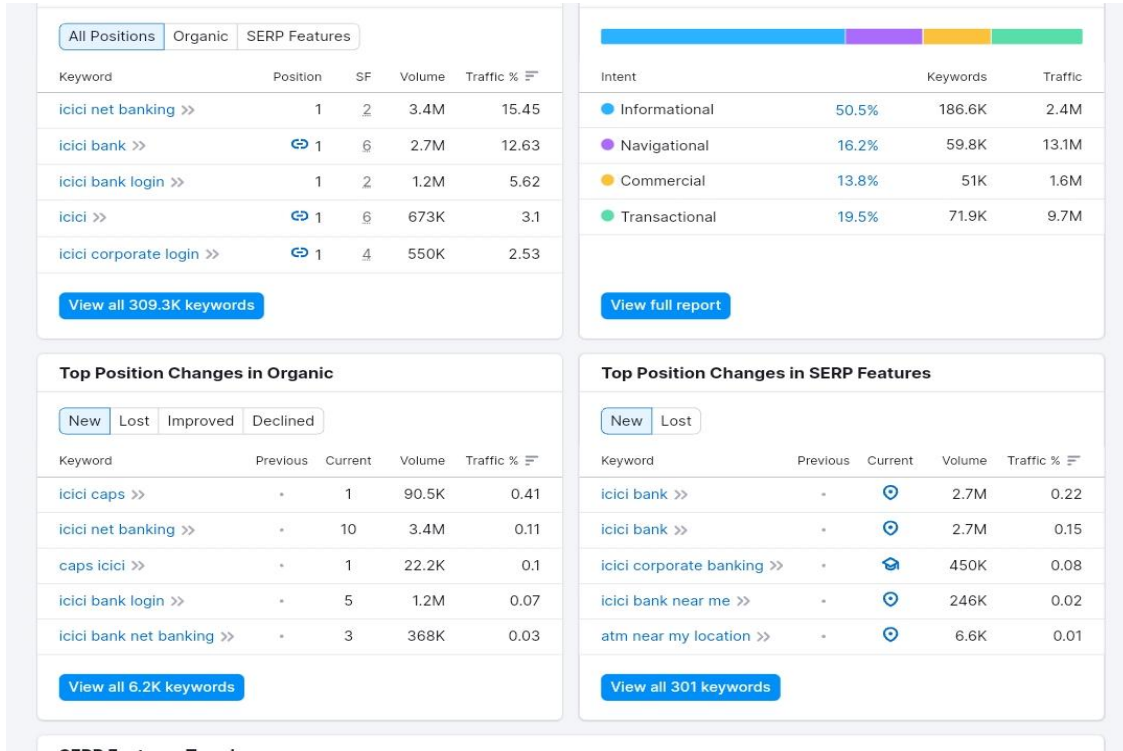 All Positions Organic SERP Features
Keyword Position SF Volume Traffic %
icici net banking >> 1 2 3.4M 15.45
icici bank >> 1 6 2.7M 12.63
icici bank login >> 1 2 1.2M 5.62
icici >> 1 6 673K 3.1
icici corporate login >> 1 4 550K 2.53
View all 309.3K keywords
Intent Keywords Traffic
Informational 50.5% 186.6K 2.4M
Navigational 16.2% 59.8K 13.1M
Commercial 13.8% 51K 1.6M
Transactional 19.5% 71.9K 9.7M
View full report
Top Position Changes in Organic
New Lost Improved Declined
Keyword Previous Current Volume Traffic %
icici caps >> • 1 90.5K 0.41
icici net banking >> • 10 3.4M 0.11
caps icici >> • 1 22.2K 0.1
icici bank login >> • 5 1.2M 0.07
icici bank net banking >> • 3 368K 0.03
View all 6.2K keywords
Top Position Changes in SERP Features
New Lost
Keyword Previous Current Volume Traffic %
icici bank >> • 2.7M 0.22
icici bank >> • 2.7M 0.15
icici corporate banking >> • 450K 0.08
icici bank near me >> • 246K 0.02
atm near my location >> • 6.6K 0.01
View all 301 keywords